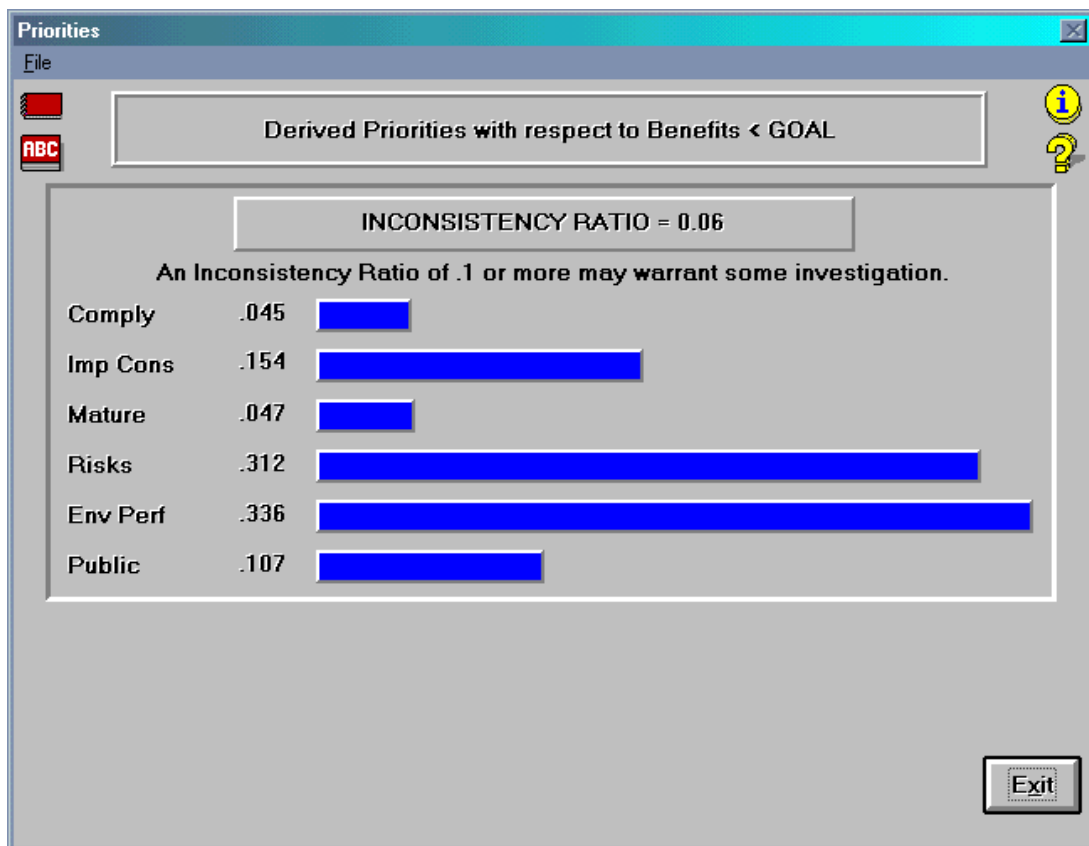 Priorities
File
ABC
i
?
Derived Priorities with respect to Benefits < GOAL
INCONSISTENCY RATIO = 0.06
An Inconsistency Ratio of .1 or more may warrant some investigation.
Comply .045
Imp Cons .154
Mature .047
Risks .312
Env Perf .336
Public .107
Exit